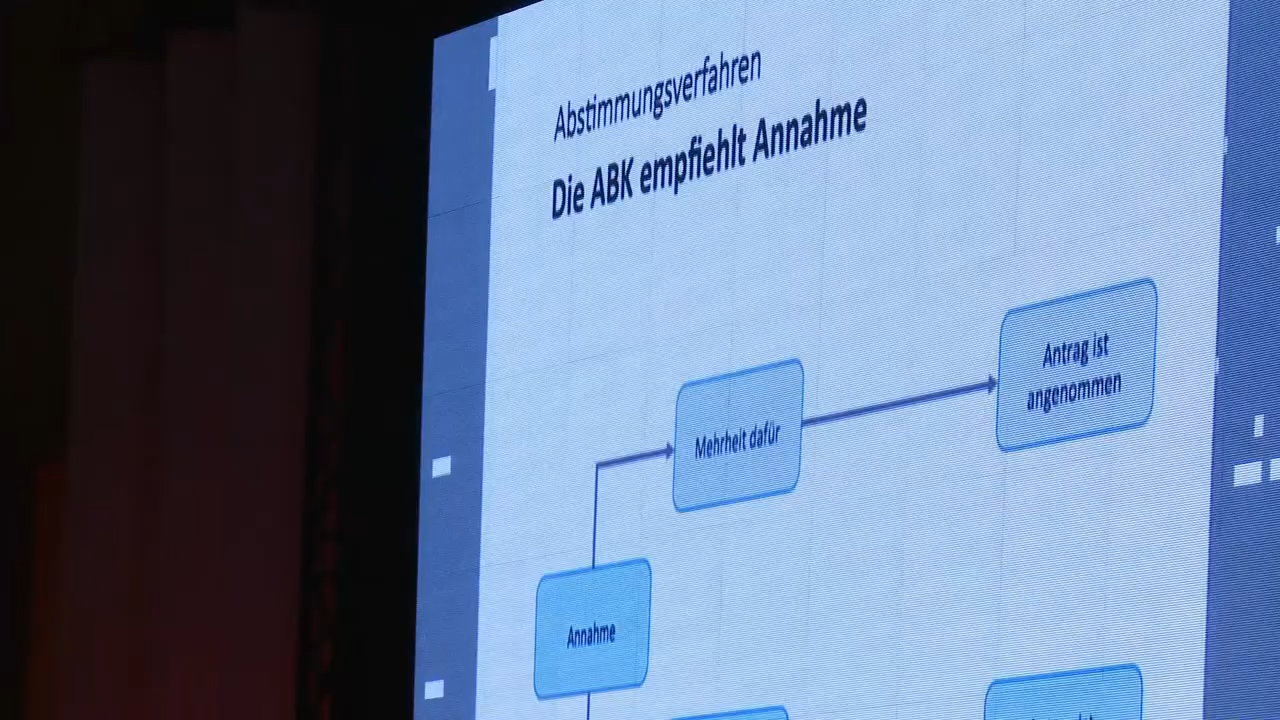 Abstimmungsverfahren
Die ABK empfiehlt Annahme
Antrag ist
angenommen
Mehrheit dafür
Annahme